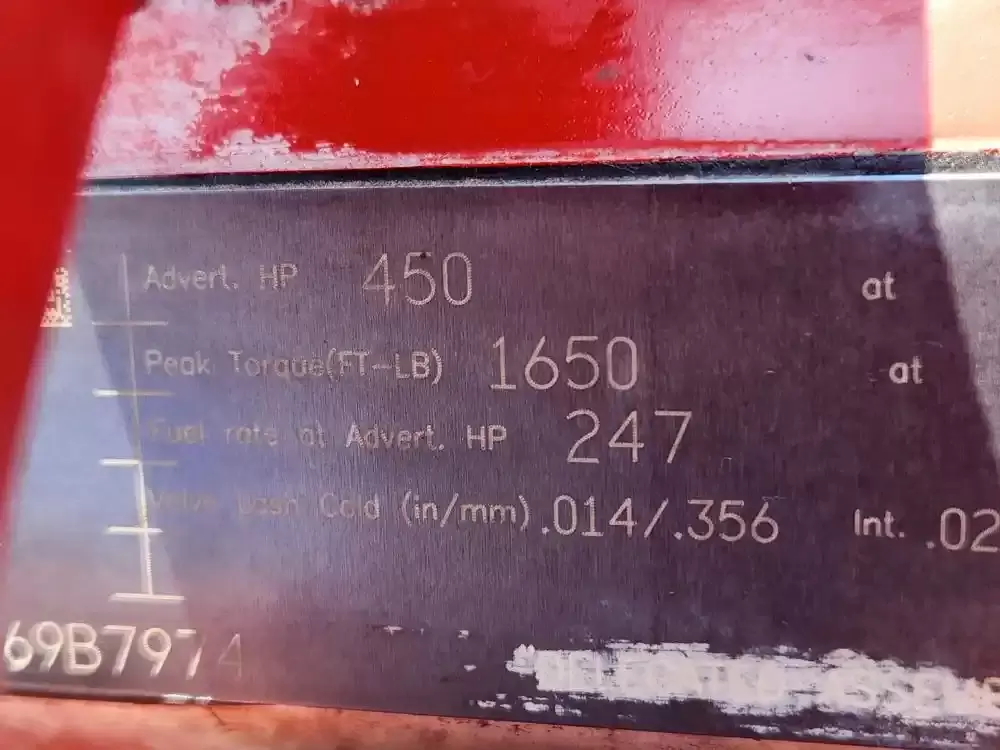 Advert. HP 450 at
Peak Torque(FT-LB) 1650 at
Fuel rate at Advert. HP 247
Valve Lash Cold (in/mm) .014/.356 Int. .02
69B7974